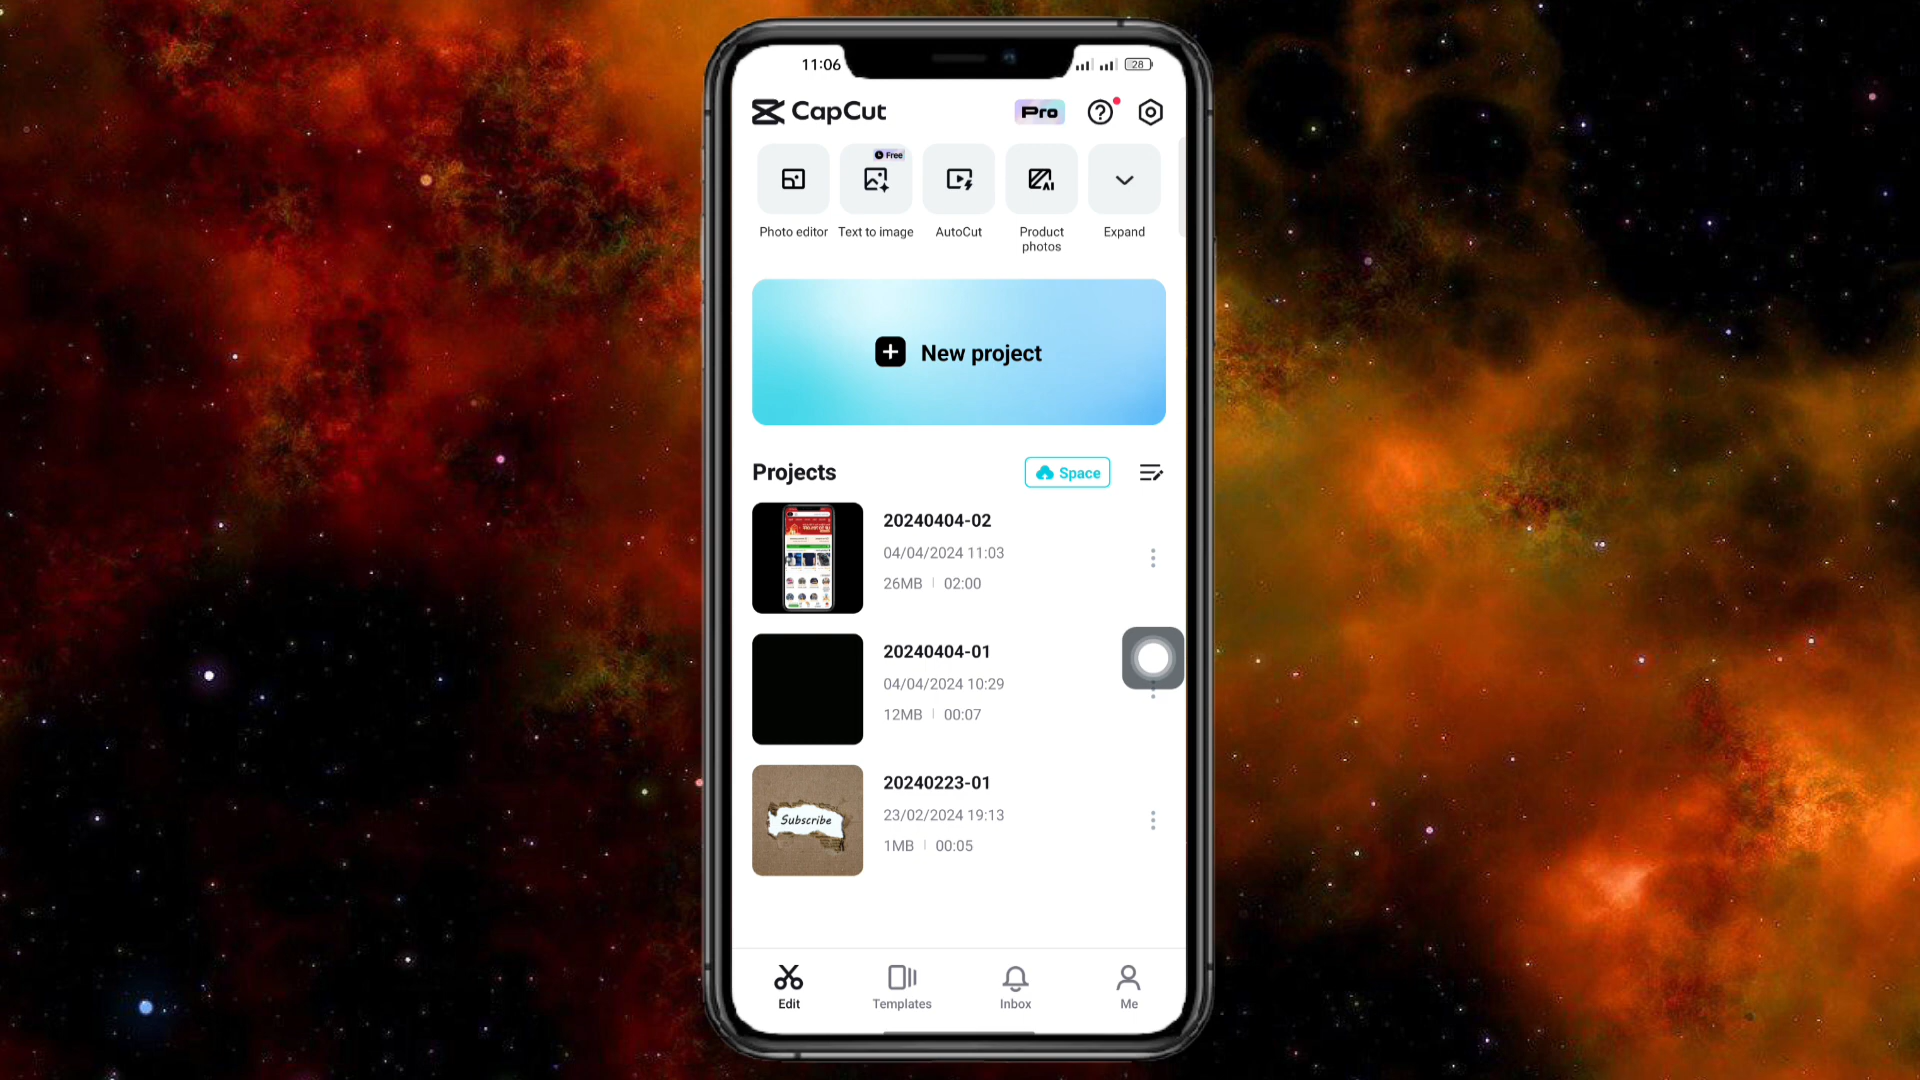 11:06
28
CapCut
Pro
Free
Photo editor
Text to image
AutoCut
Product
photos
Expand
New project
Projects
Space
20240404-02
04/04/2024 11:03
26MB
02:00
20240404-01
04/04/2024 10:29
12MB
00:07
20240223-01
Subscribe
23/02/2024 19:13
1MB
00:05
Edit
Templates
Inbox
Me